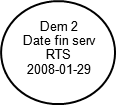 Dem 2
Date fin serv
RTS
2008-01-29